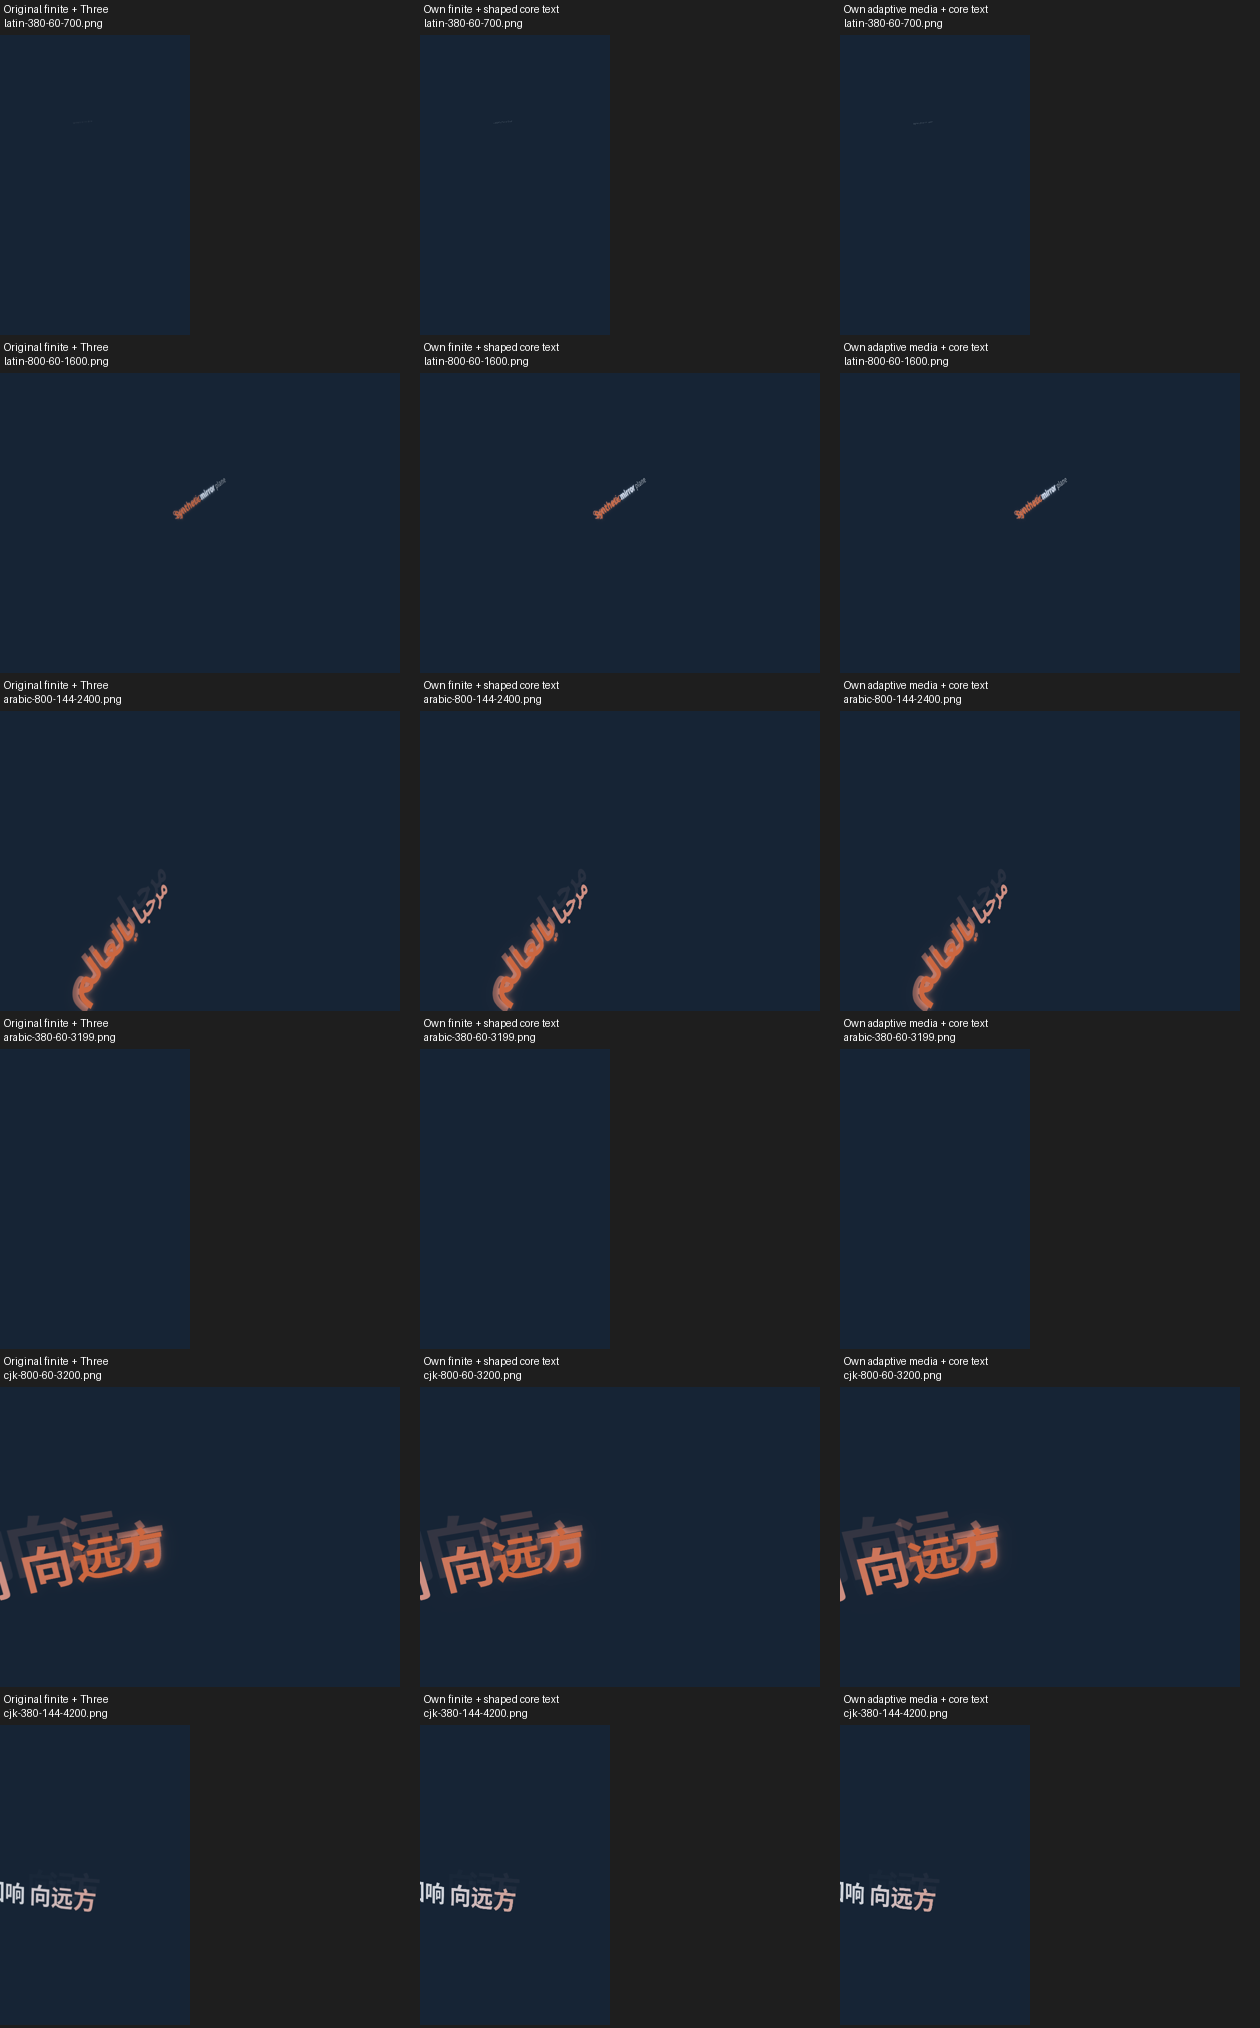 Original finite + Three
latin-380-60-700.png
Own finite + shaped core text
latin-380-60-700.png
Own adaptive media + core text
latin-380-60-700.png
Original finite + Three
latin-800-60-1600.png
Own finite + shaped core text
latin-800-60-1600.png
Own adaptive media + core text
latin-800-60-1600.png
Synthetic mirror plane
Synthetic mirror plane
Synthetic mirror plane
Original finite + Three
arabic-800-144-2400.png
Own finite + shaped core text
arabic-800-144-2400.png
Own adaptive media + core text
arabic-800-144-2400.png
مرحبا بالعالم
مرحبا بالعالم
مرحبا بالعالم
Original finite + Three
arabic-380-60-3199.png
Own finite + shaped core text
arabic-380-60-3199.png
Own adaptive media + core text
arabic-380-60-3199.png
Original finite + Three
cjk-800-60-3200.png
Own finite + shaped core text
cjk-800-60-3200.png
Own adaptive media + core text
cjk-800-60-3200.png
向远方
向远方
向远方
Original finite + Three
cjk-380-144-4200.png
Own finite + shaped core text
cjk-380-144-4200.png
Own adaptive media + core text
cjk-380-144-4200.png
响 向远方
响 向远方
响 向远方